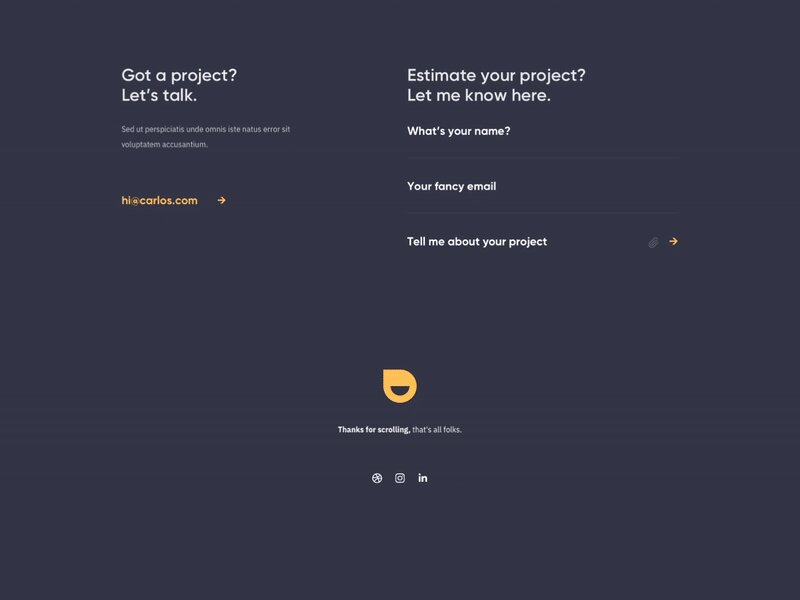 Got a project?
Let's talk.
Sed ut perspiciatis unde omnis iste natus error sit
voluptatem accusantium.
hi@carlos.com
Estimate your project?
Let me know here.
What's your name?
Your fancy email
Tell me about your project
Thanks for scrolling, that's all folks.